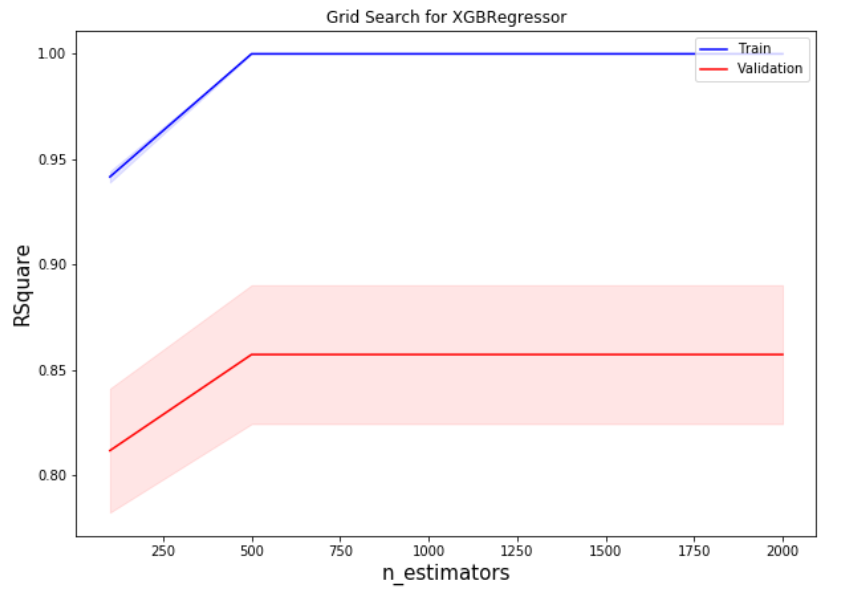 Grid Search for XGBRegressor
Train
Validation
RSquare
1.00
0.95
0.90
0.85
0.80
250 500 750 1000 1250 1500 1750 2000
n_estimators